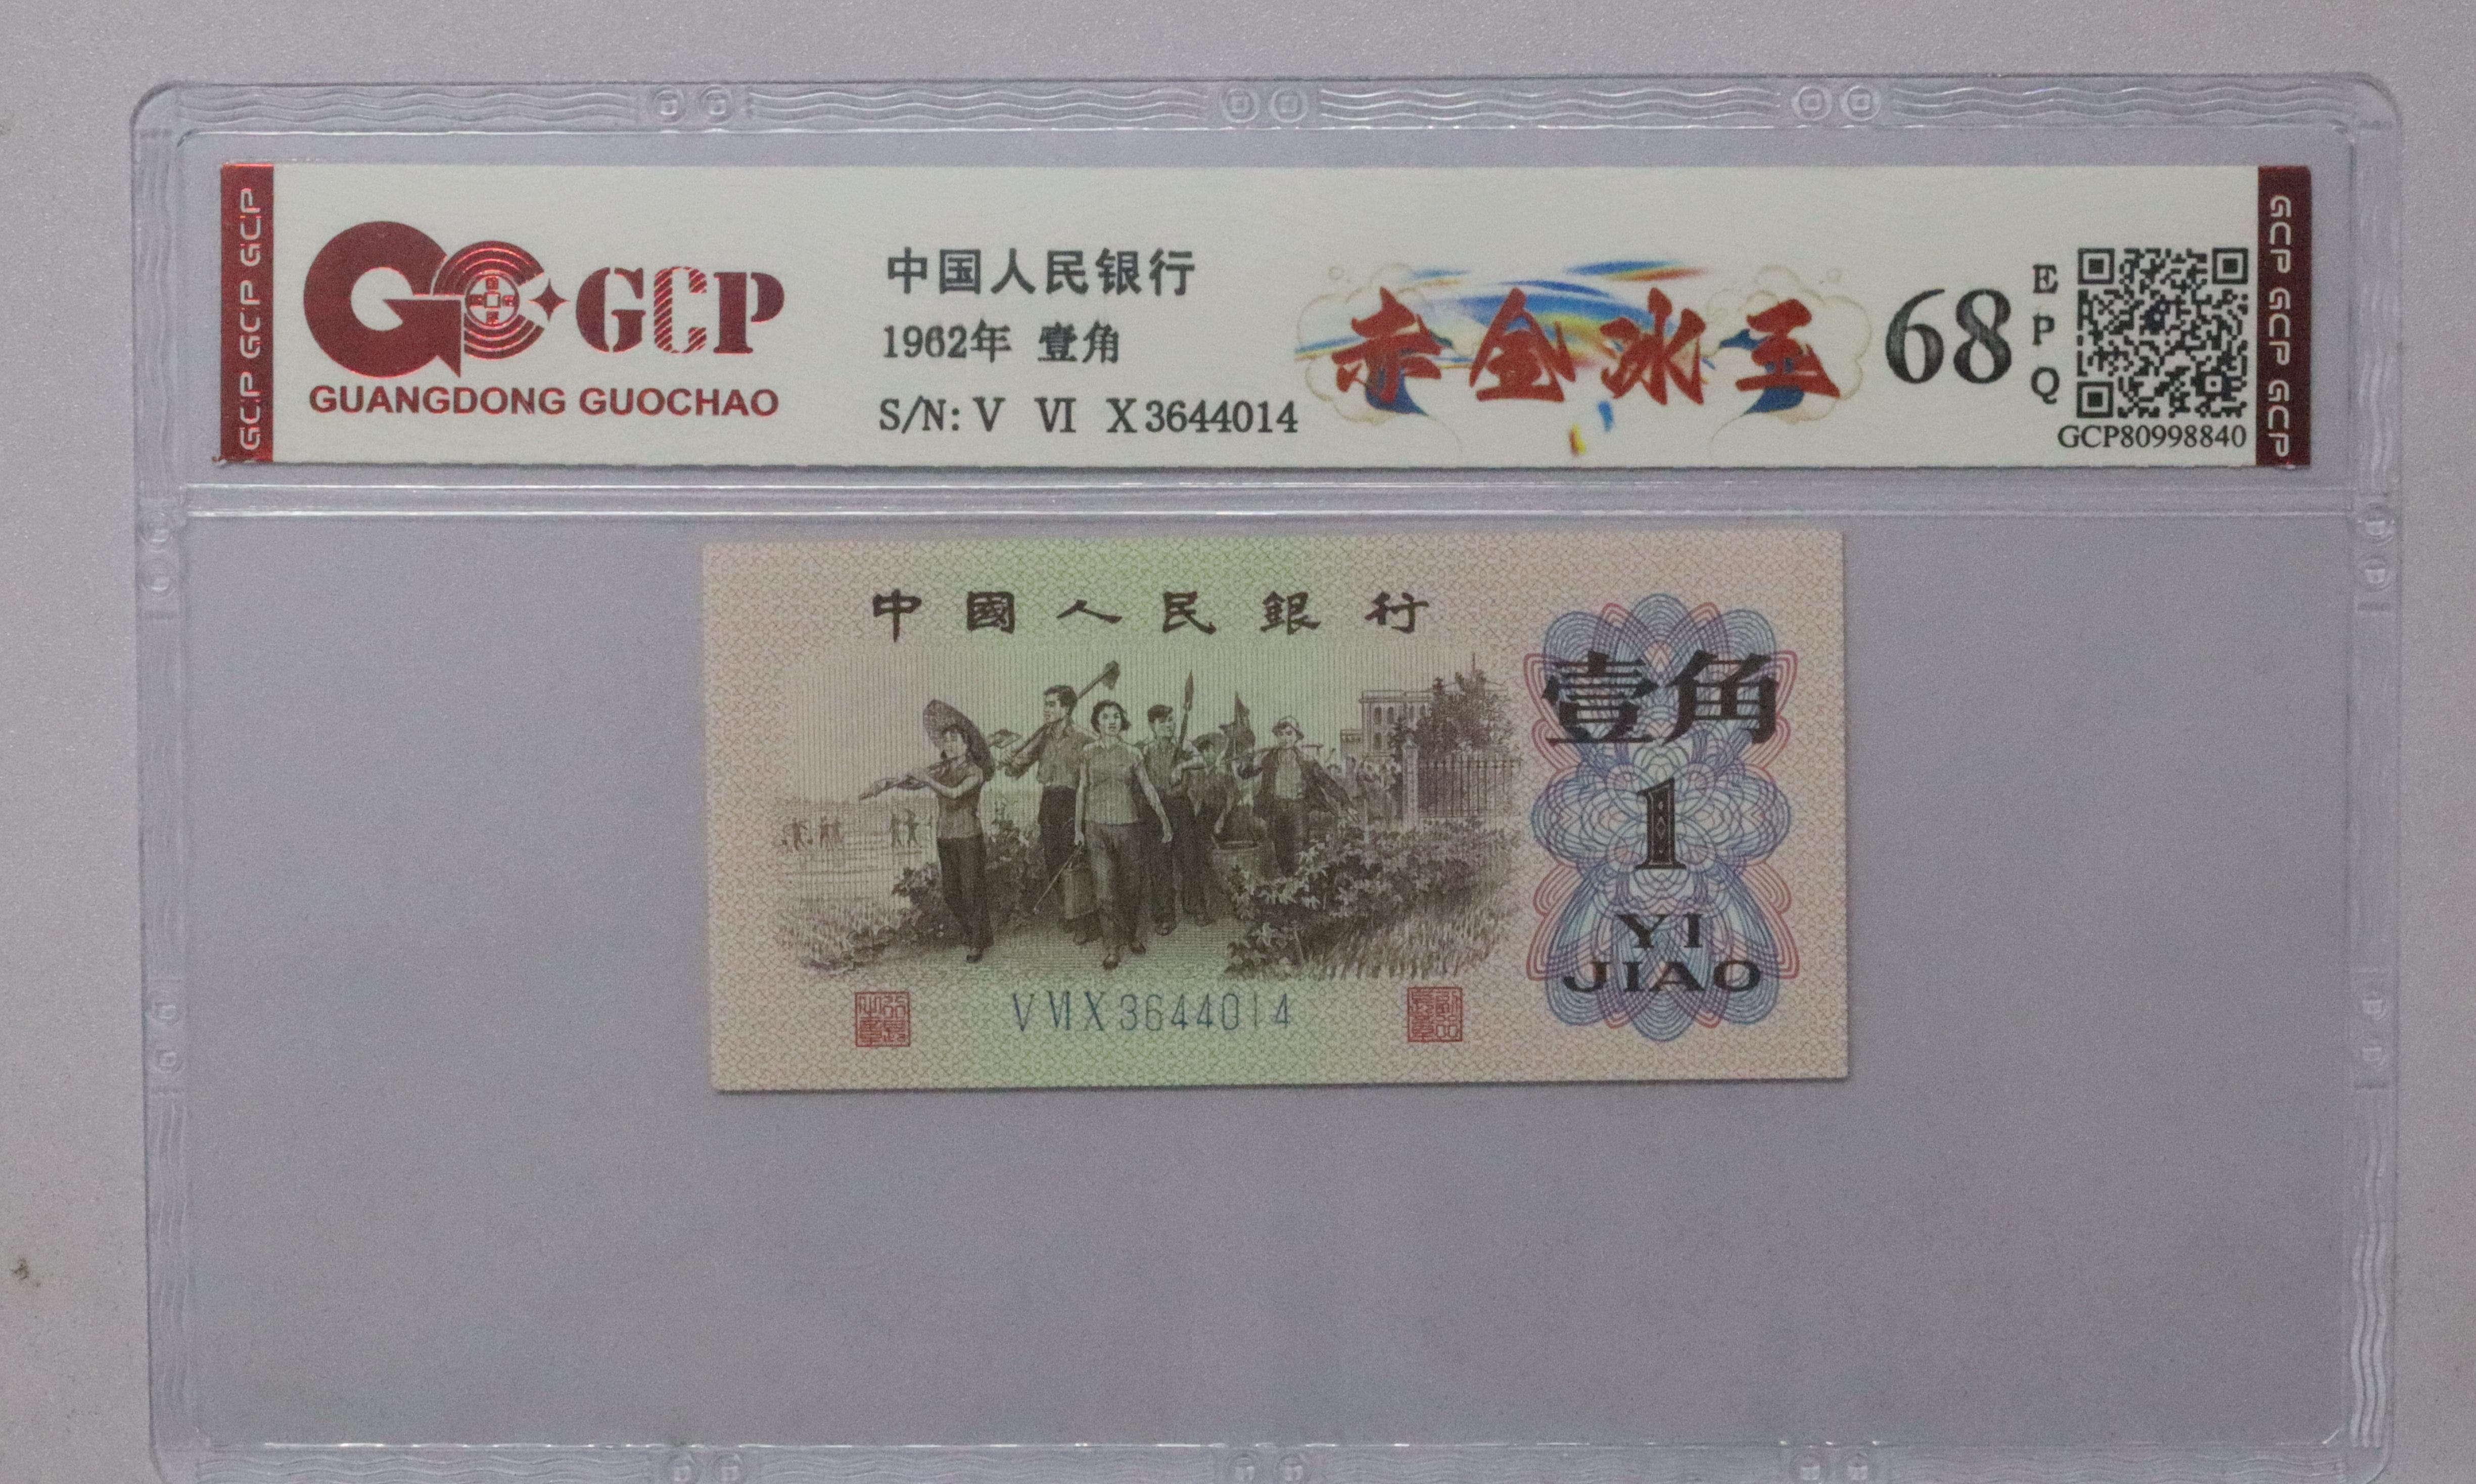 GCP GCP GCP
GCP
GUANGDONG GUOCHAO
中国人民银行
1962年 壹角
S/N: V VI X 3644014
赤金冰玉
68
EPQ
GCP80998840
GCP GCP GCP
中國人民銀行
壹角
1
YI
JIAO
V VI X 3644014